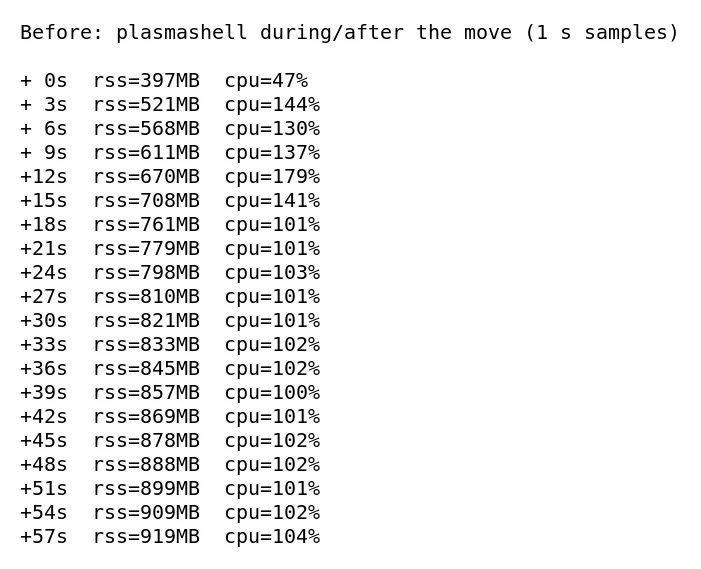 Before: plasmashell during/after the move (1 s samples)
+ 0s  rss=397MB  cpu=47%
+ 3s  rss=521MB  cpu=144%
+ 6s  rss=568MB  cpu=130%
+ 9s  rss=611MB  cpu=137%
+12s  rss=670MB  cpu=179%
+15s  rss=708MB  cpu=141%
+18s  rss=761MB  cpu=101%
+21s  rss=779MB  cpu=101%
+24s  rss=798MB  cpu=103%
+27s  rss=810MB  cpu=101%
+30s  rss=821MB  cpu=101%
+33s  rss=833MB  cpu=102%
+36s  rss=845MB  cpu=102%
+39s  rss=857MB  cpu=100%
+42s  rss=869MB  cpu=101%
+45s  rss=878MB  cpu=102%
+48s  rss=888MB  cpu=102%
+51s  rss=899MB  cpu=101%
+54s  rss=909MB  cpu=102%
+57s  rss=919MB  cpu=104%